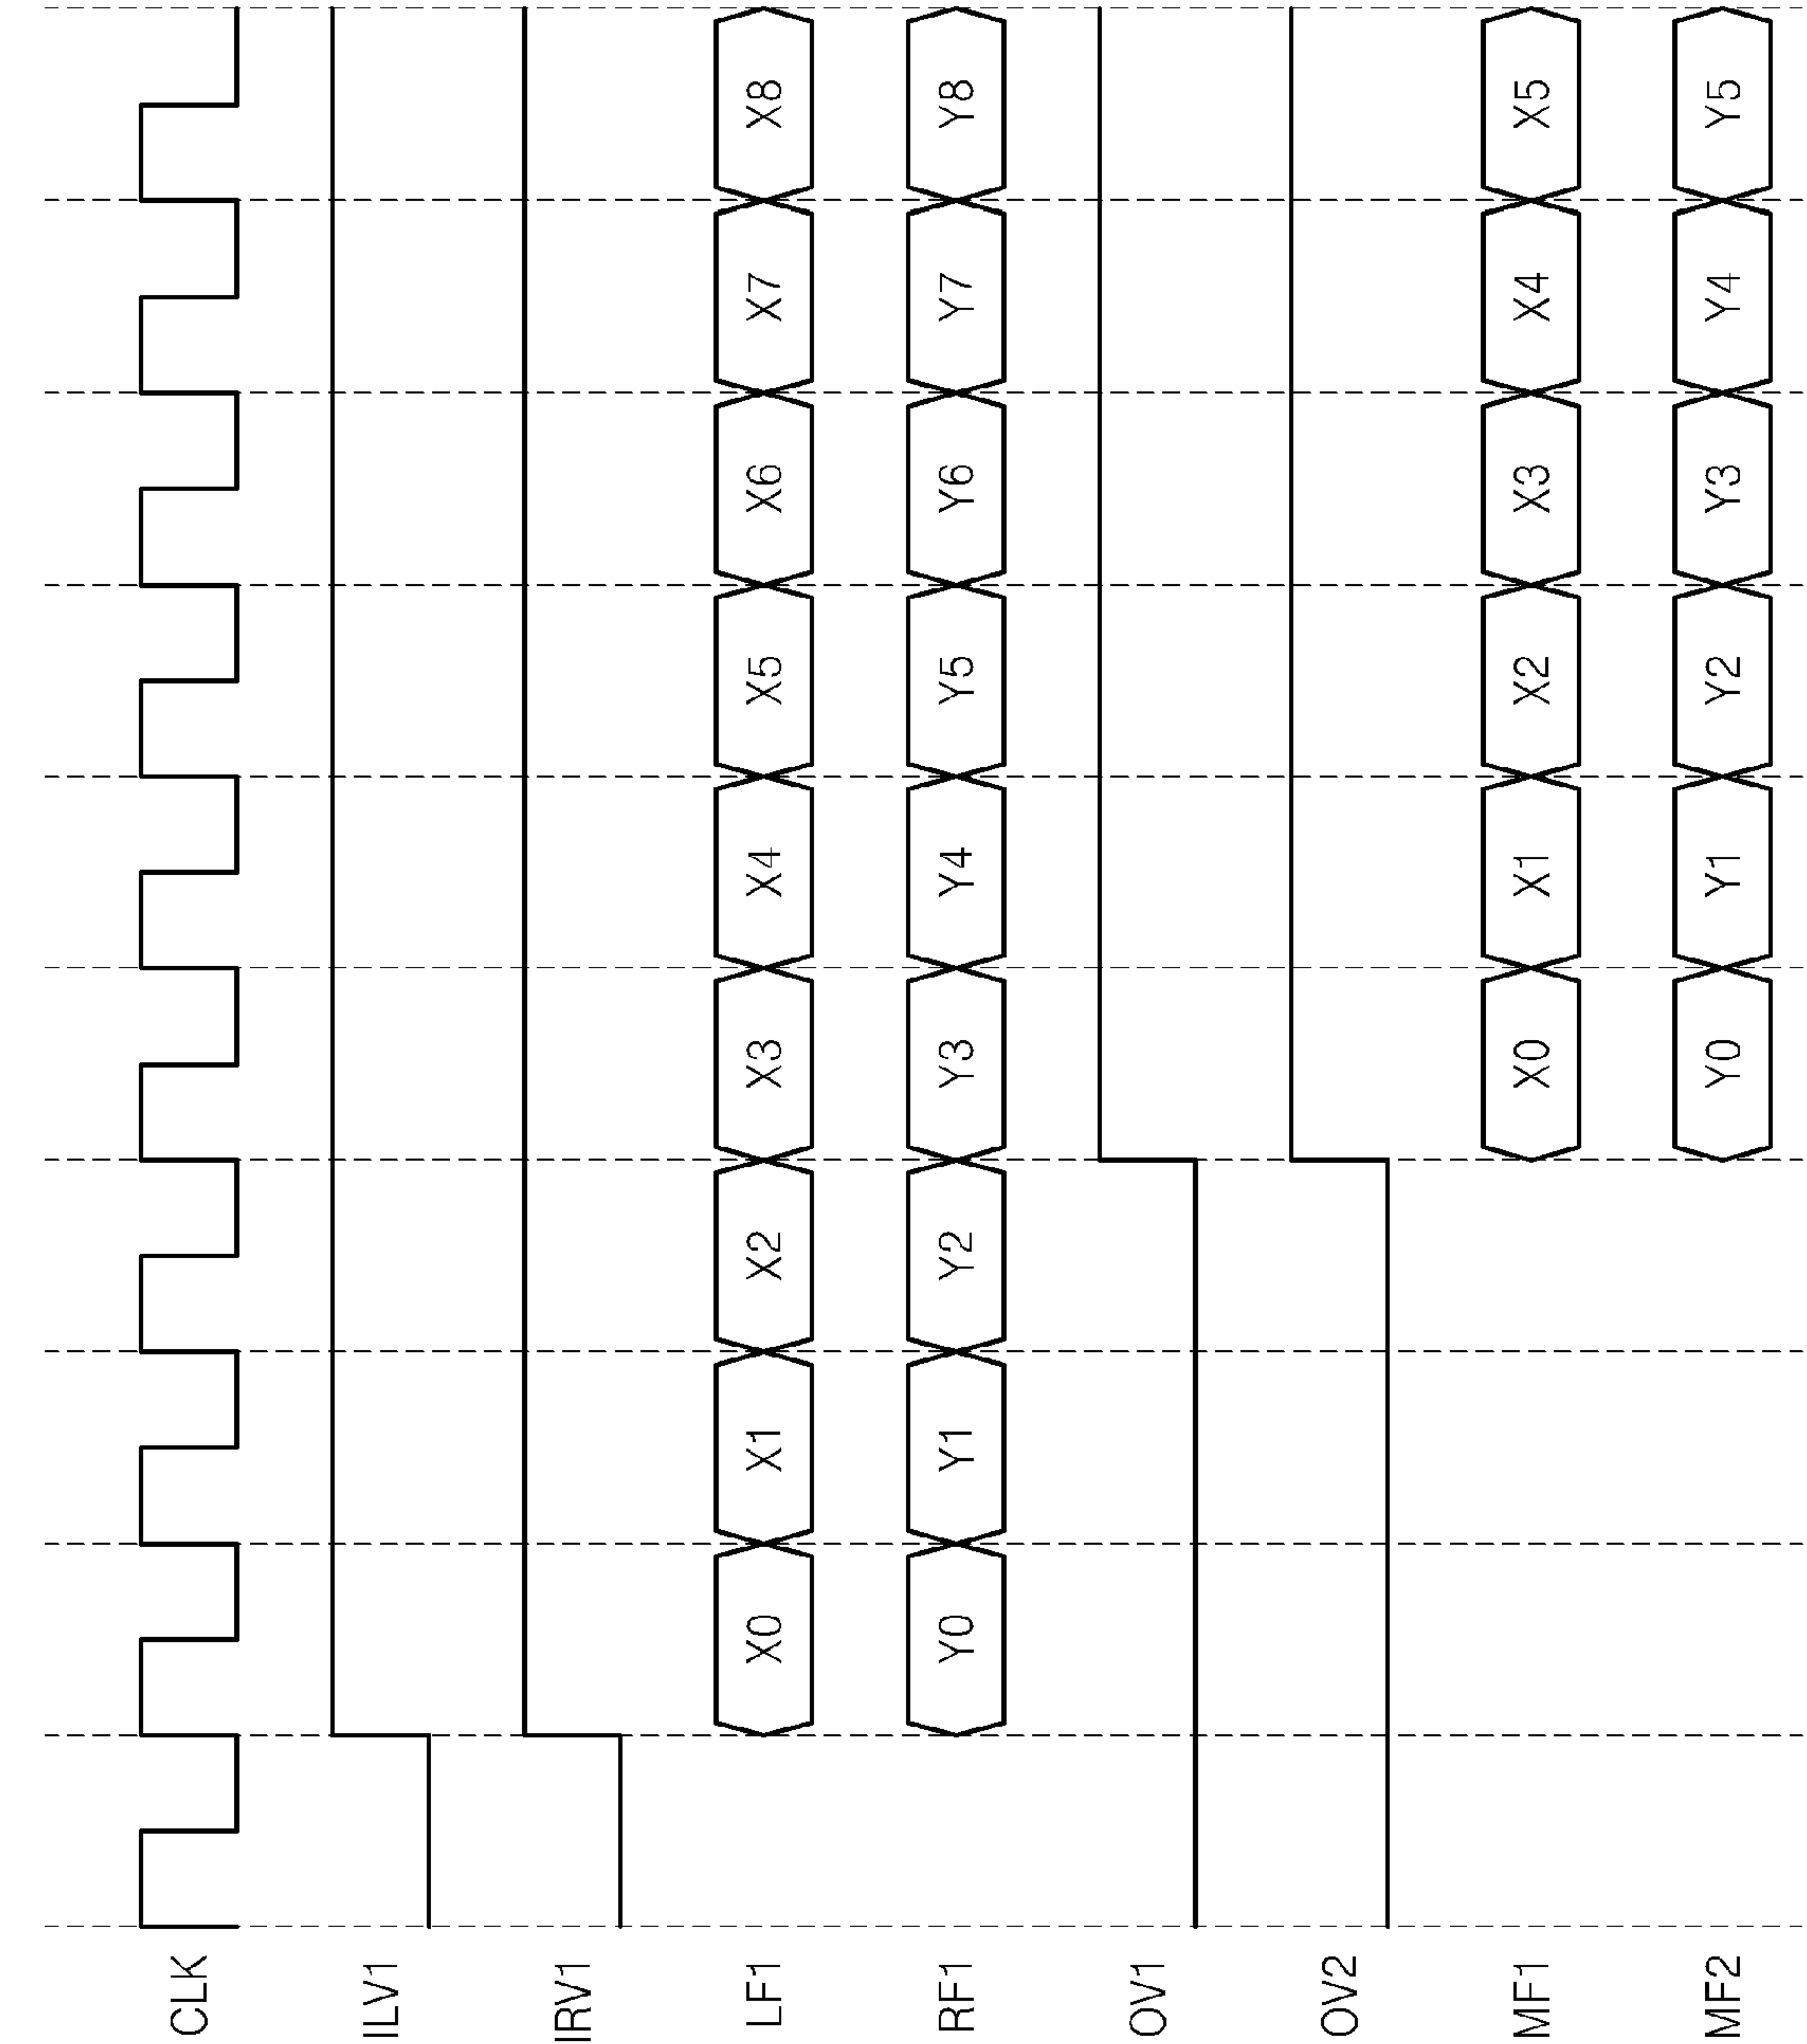 CLK
ILV1
IRV1
LF1 X0 X1 X2 X3 X4 X5 X6 X7 X8
RF1 Y0 Y1 Y2 Y3 Y4 Y5 Y6 Y7 Y8
OV1
OV2
MF1 X0 X1 X2 X3 X4 X5
MF2 Y0 Y1 Y2 Y3 Y4 Y5